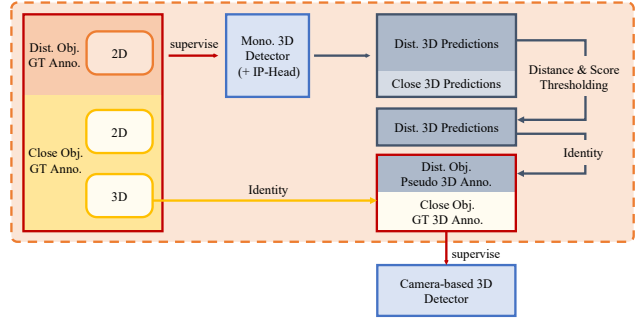 Dist. Obj.
GT Anno.
2D
supervise
Mono. 3D
Detector
(+ IP-Head)
Dist. 3D Predictions
Close 3D Predictions
Distance & Score
Thresholding
Dist. 3D Predictions
Identity
Close Obj.
GT Anno.
2D
3D
Identity
Dist. Obj.
Pseudo 3D Anno.
Close Obj.
GT 3D Anno.
supervise
Camera-based 3D
Detector